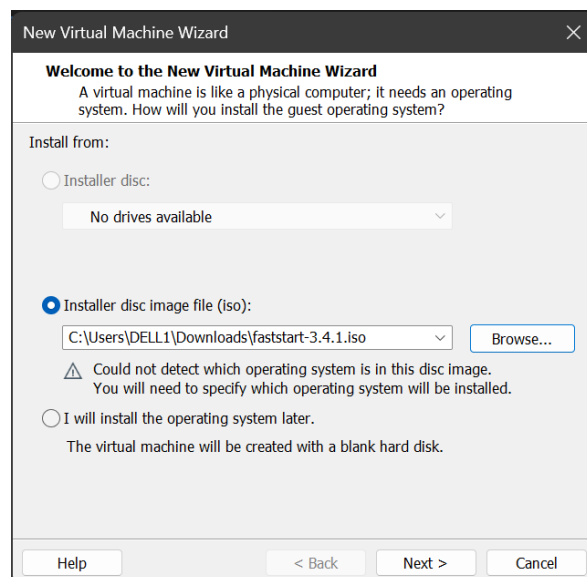 New Virtual Machine Wizard
Welcome to the New Virtual Machine Wizard
A virtual machine is like a physical computer; it needs an operating
system. How will you install the guest operating system?
Install from:
Installer disc:
No drives available
Installer disc image file (iso):
C:\Users\DELL1\Downloads\faststart-3.4.1.iso
Browse...
Could not detect which operating system is in this disc image.
You will need to specify which operating system will be installed.
I will install the operating system later.
The virtual machine will be created with a blank hard disk.
Help
< Back
Next >
Cancel